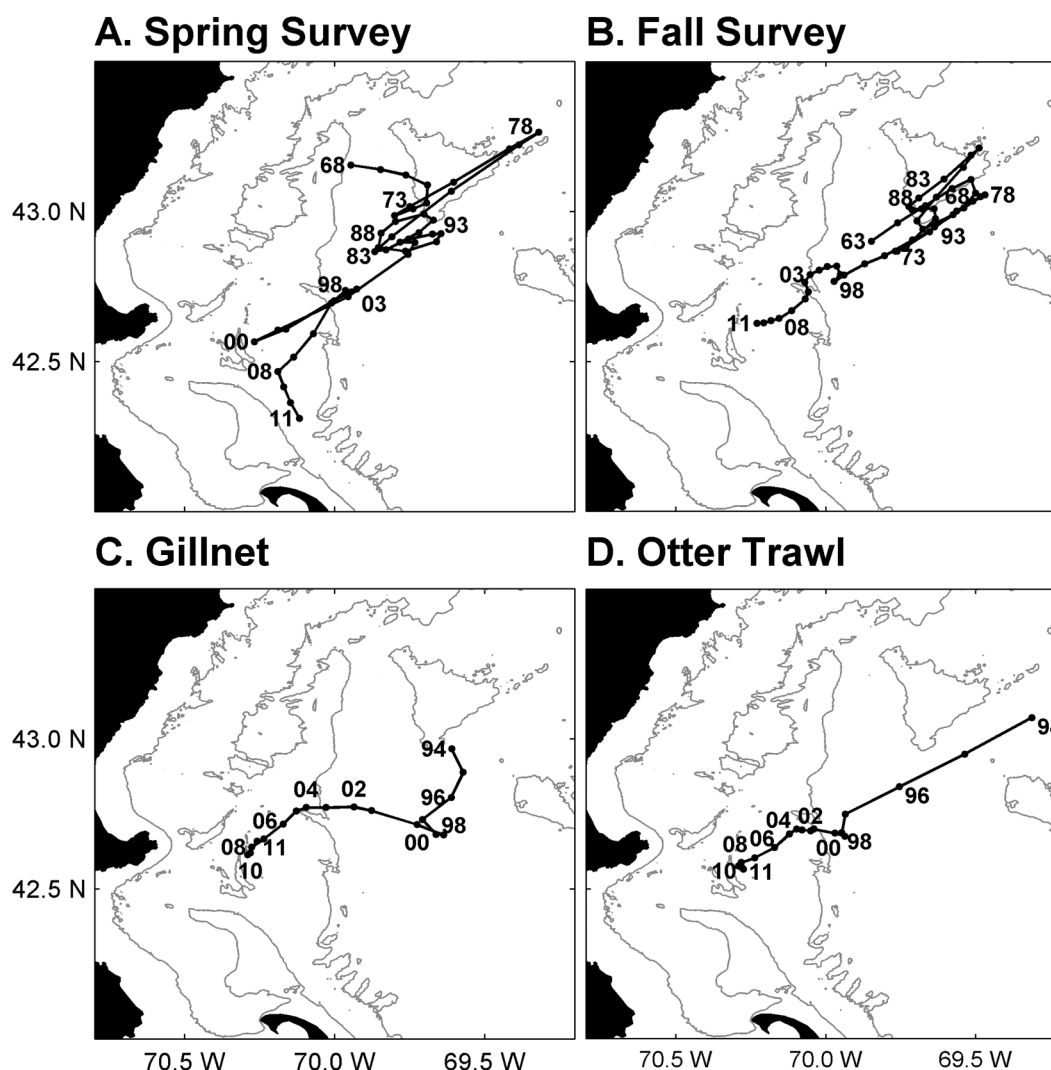 A. Spring Survey
B. Fall Survey
78
68
73
93
88
83
98
03
00
08
11
43.0 N
42.5 N
83
88
68
78
63
93
73
03
98
08
11
C. Gillnet
D. Otter Trawl
94
96
98
00
02
04
06
08
11
10
43.0 N
42.5 N
70.5 W
70.0 W
69.5 W
96
98
00
02
04
06
08
10
11
70.5 W
70.0 W
69.5 W